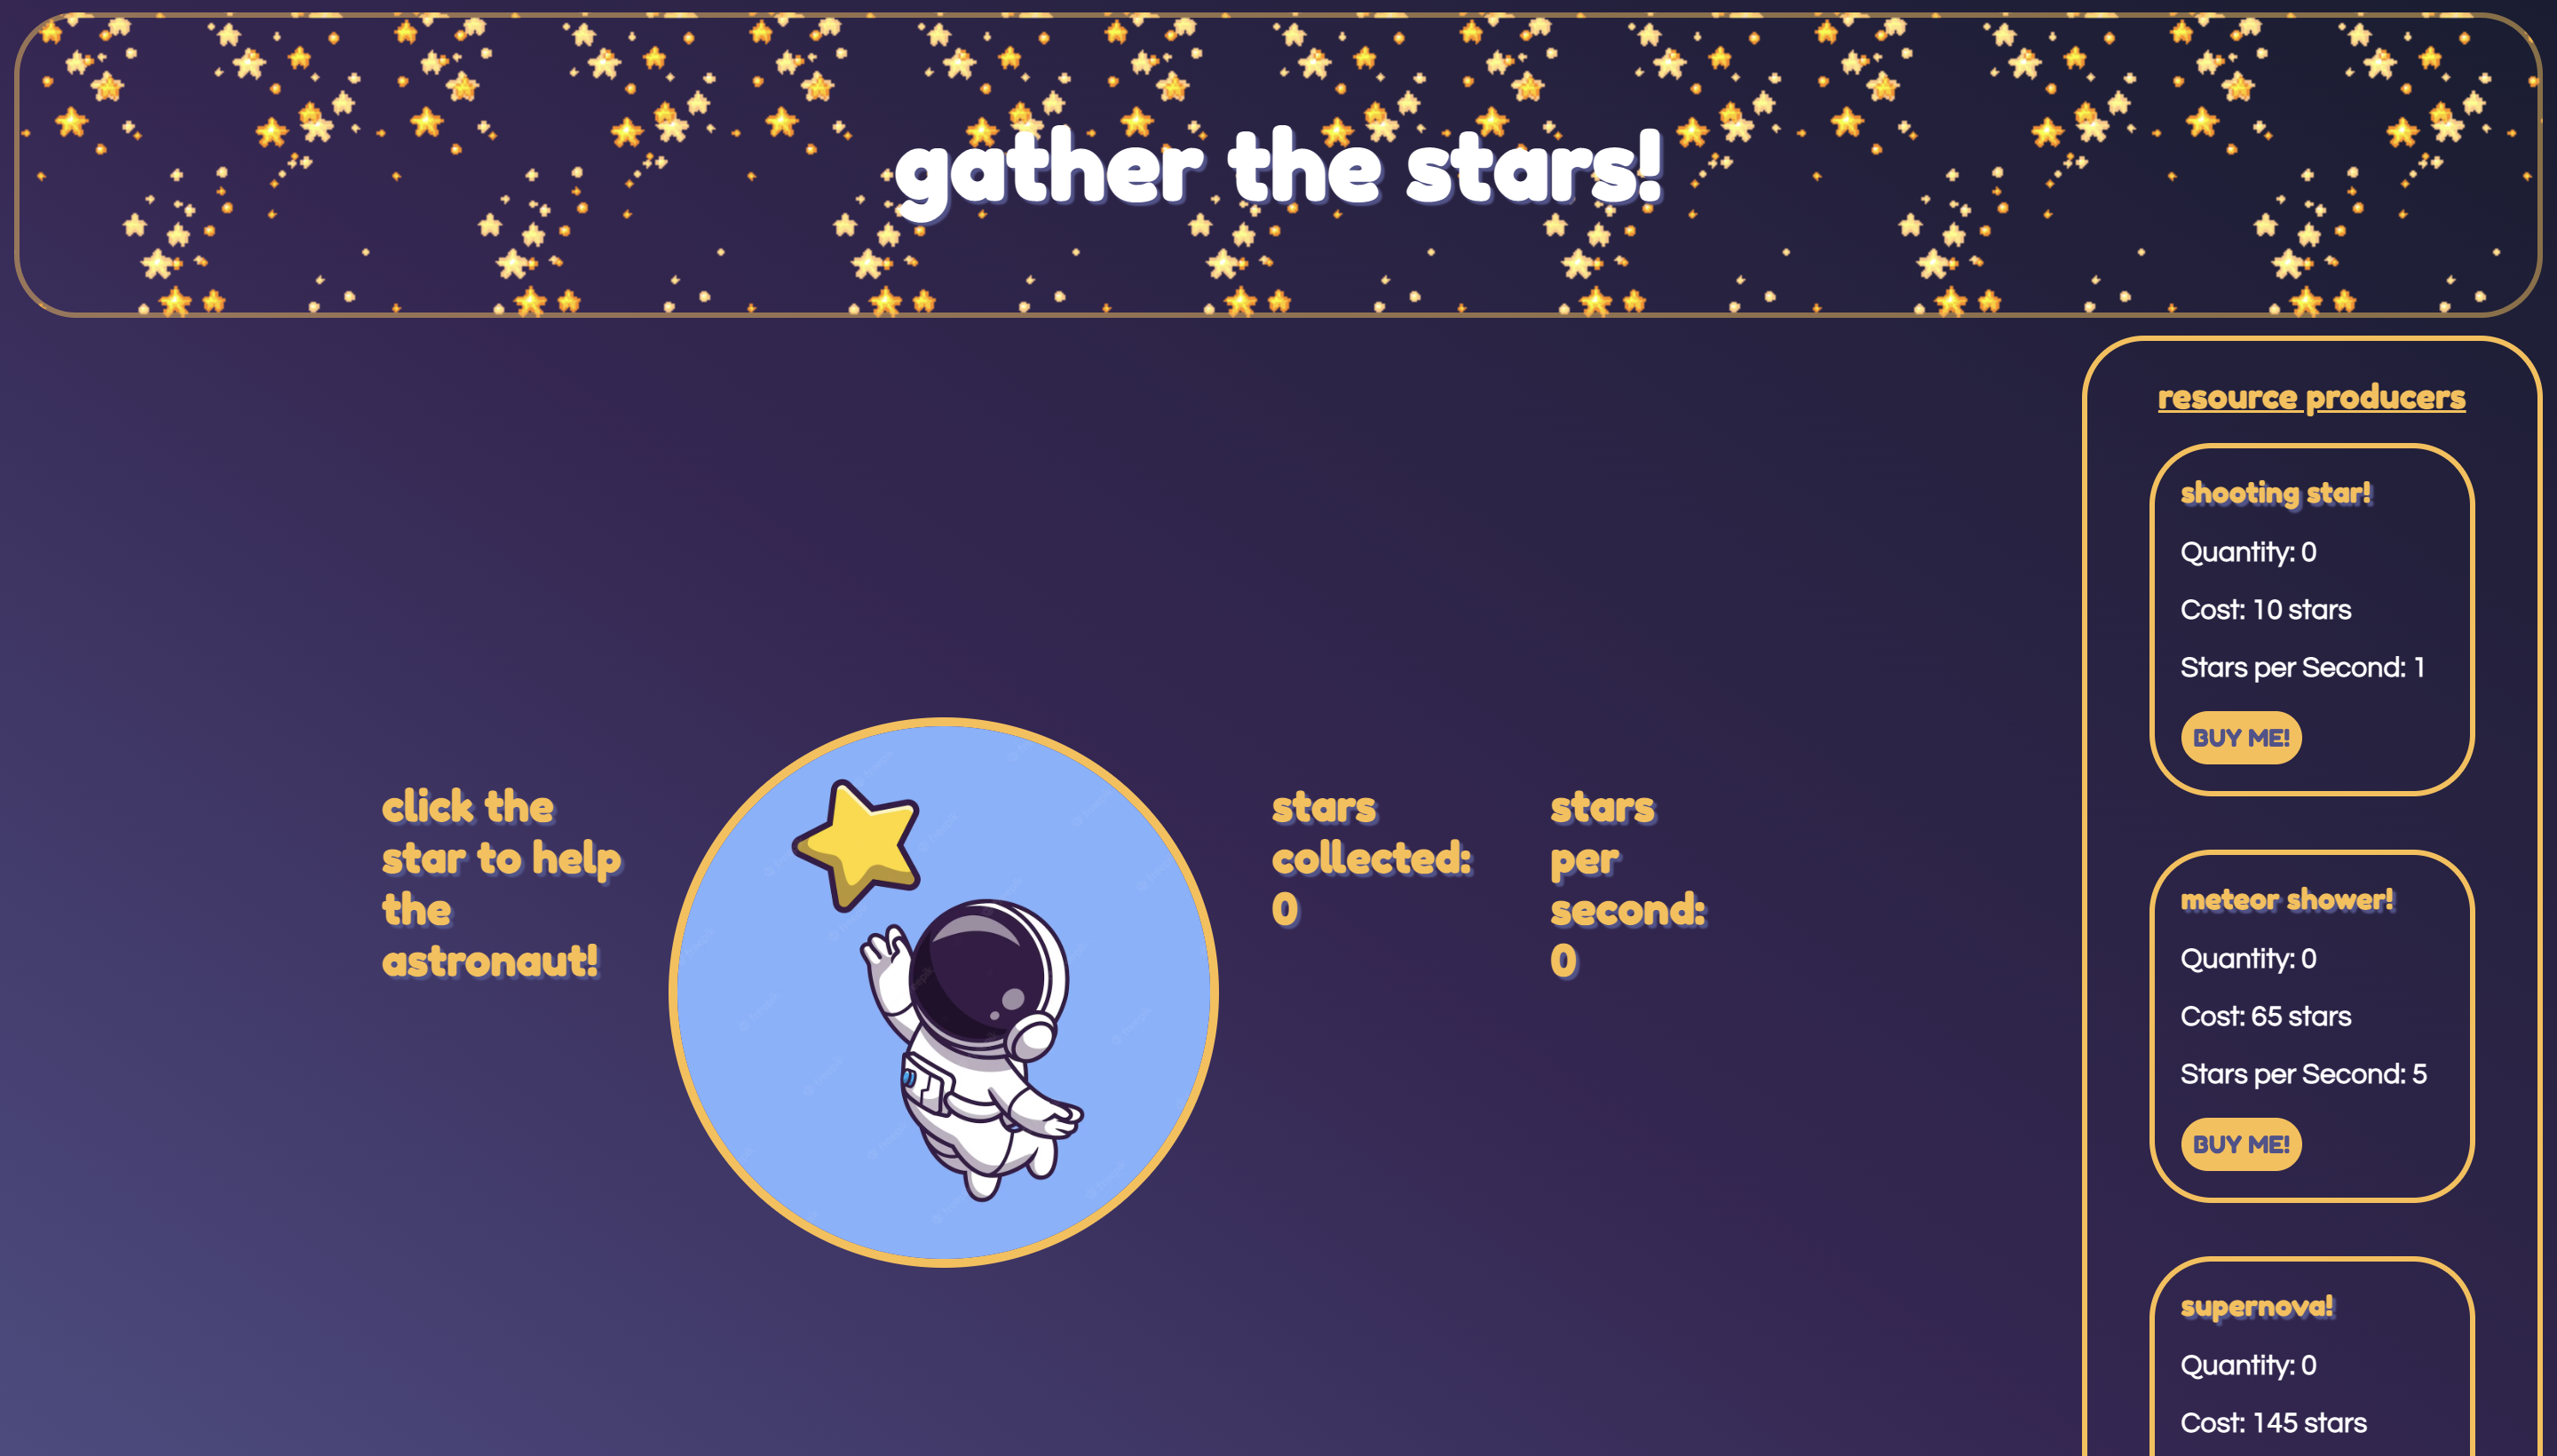 gather the stars!
click the
star to help
the
astronaut!
stars
collected:
0
stars
per
second:
0
resource producers
shooting star!
Quantity: 0
Cost: 10 stars
Stars per Second: 1
BUY ME!
meteor shower!
Quantity: 0
Cost: 65 stars
Stars per Second: 5
BUY ME!
supernova!
Quantity: 0
Cost: 145 stars